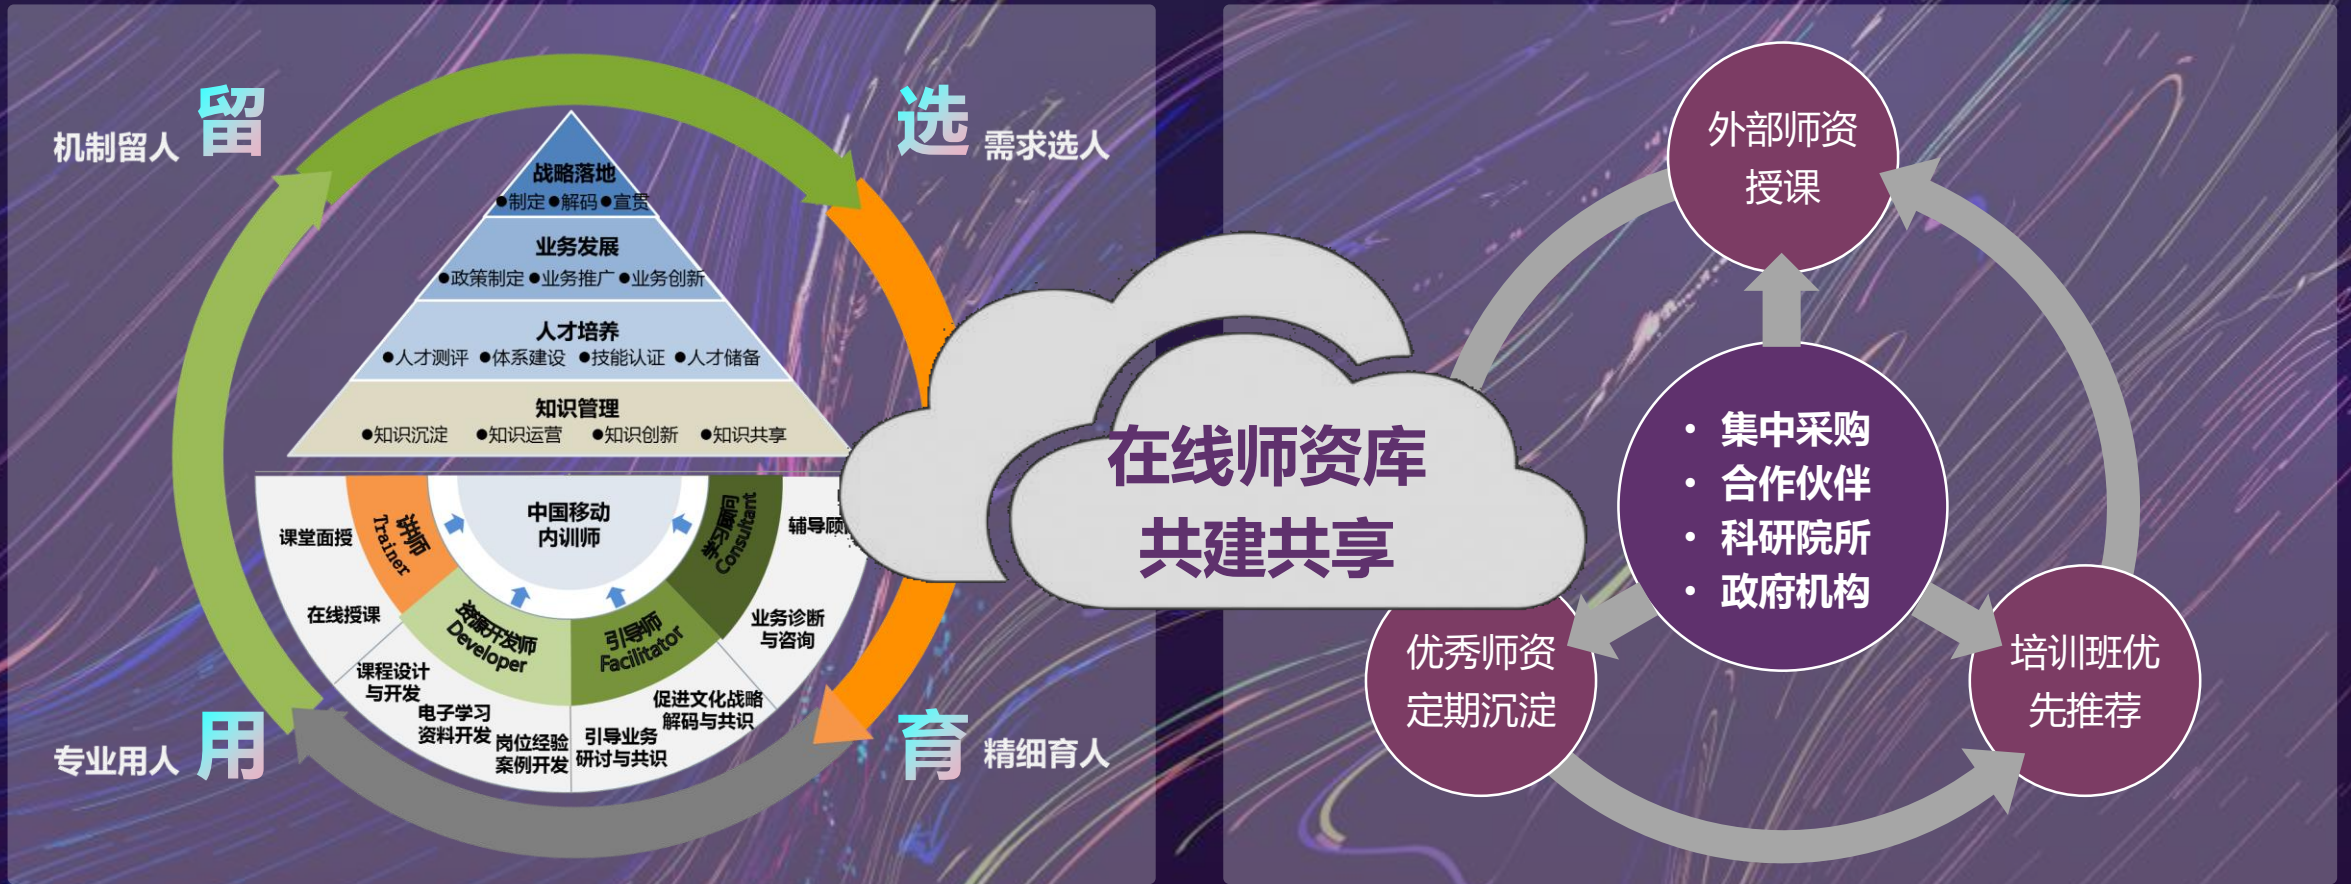 留
机制留人
选
需求选人
战略落地
●制定●解码●宣贯
业务发展
●政策制定●业务推广●业务创新
人才培养
●人才测评 ●体系建设 ●技能认证 ●人才储备
知识管理
●知识沉淀 ●知识运营 ●知识创新 ●知识共享
中国移动
内训师
讲师
Trainer
资源开发师
Developer
引导师
Facilitator
学习顾问
Consultant
课堂面授
在线授课
课程设计
与开发
电子学习
资料开发
岗位经验
案例开发
引导业务
研讨与共识
促进文化战略
解码与共识
业务诊断
与咨询
辅导顾
用
专业用人
育
精细育人
在线师资库
共建共享
外部师资
授课
• 集中采购
• 合作伙伴
• 科研院所
• 政府机构
优秀师资
定期沉淀
培训班优
先推荐